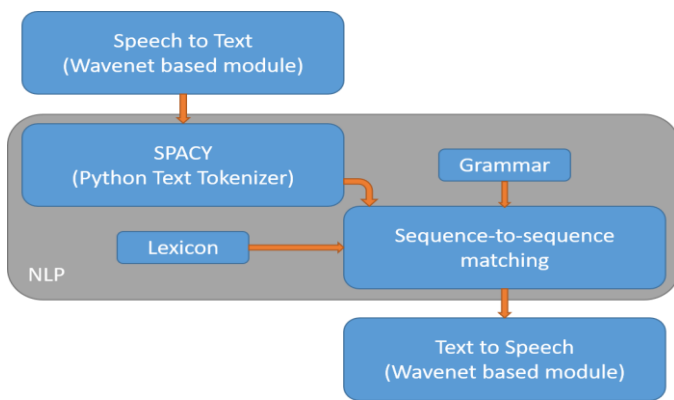 Speech to Text
(Wavenet based module)
SPACY
(Python Text Tokenizer)
Grammar
Lexicon
Sequence-to-sequence
matching
NLP
Text to Speech
(Wavenet based module)